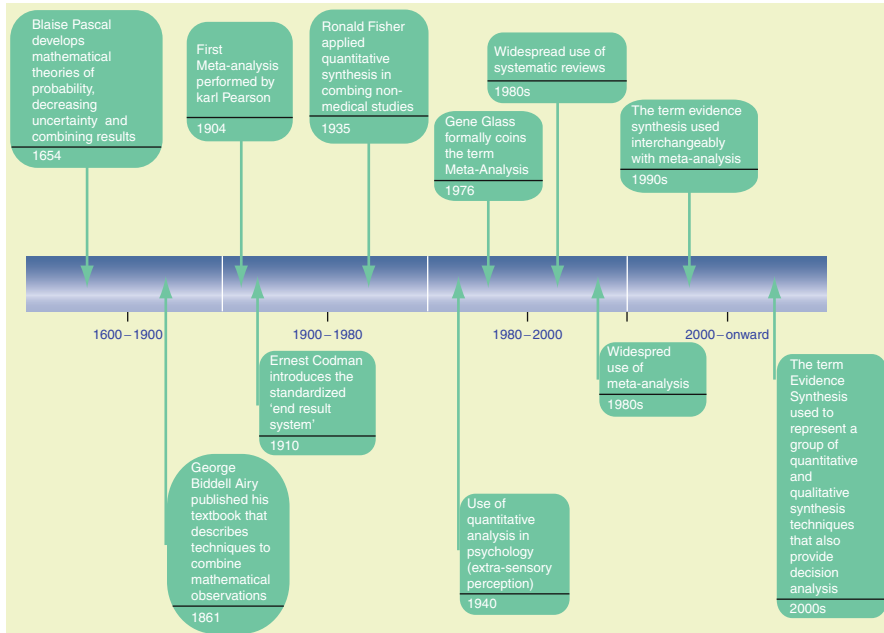 Blaise Pascal
develops
mathematical
theories of
probability,
decreasing
uncertainty and
combining results
1654
First
Meta-analysis
performed by
karl Pearson
1904
Ronald Fisher
applied
quantitative
synthesis in
combing non-
medical studies
1935
Gene Glass
formally coins
the term
Meta-Analysis
1976
Widespread use of
systematic reviews
1980s
The term evidence
synthesis used
interchangeably
with meta-analysis
1990s
1600–1900
1900–1980
1980–2000
2000–onward
George
Biddell Airy
published his
textbook that
describes
techniques to
combine
mathematical
observations
1861
Ernest Codman
introduces the
standardized
‘end result
system’
1910
Use of
quantitative
analysis in
psychology
(extra-sensory
perception)
1940
Widespred
use of
meta-analysis
1980s
The term
Evidence
Synthesis
used to
represent a
group of
quantitative
and
qualitative
synthesis
techniques
that also
provide
decision
analysis
2000s